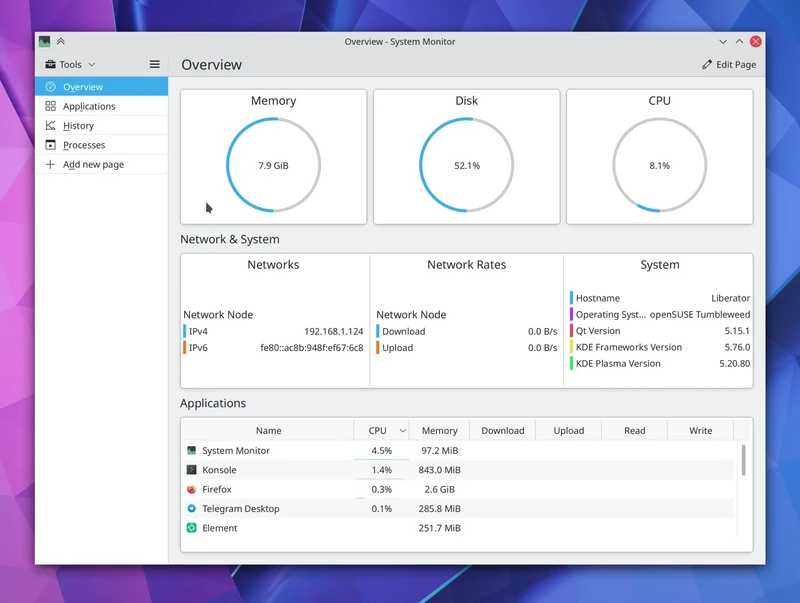 Overview - System Monitor
Tools
Overview
Edit Page
Overview
Applications
History
Processes
Add new page
Memory
7.9 GiB
Disk
52.1%
CPU
8.1%
Network & System
Networks
Network Node
IPv4 192.168.1.124
IPv6 fe80::ac8b:948f:ef67:6c8
Network Rates
Network Node
Download 0.0 B/s
Upload 0.0 B/s
System
Hostname Liberator
Operating Syst... openSUSE Tumbleweed
Qt Version 5.15.1
KDE Frameworks Version 5.76.0
KDE Plasma Version 5.20.80
Applications
Name CPU Memory Download Upload Read Write
System Monitor 4.5% 97.2 MiB
Konsole 1.4% 843.0 MiB
Firefox 0.3% 2.6 GiB
Telegram Desktop 0.1% 285.8 MiB
Element 251.7 MiB